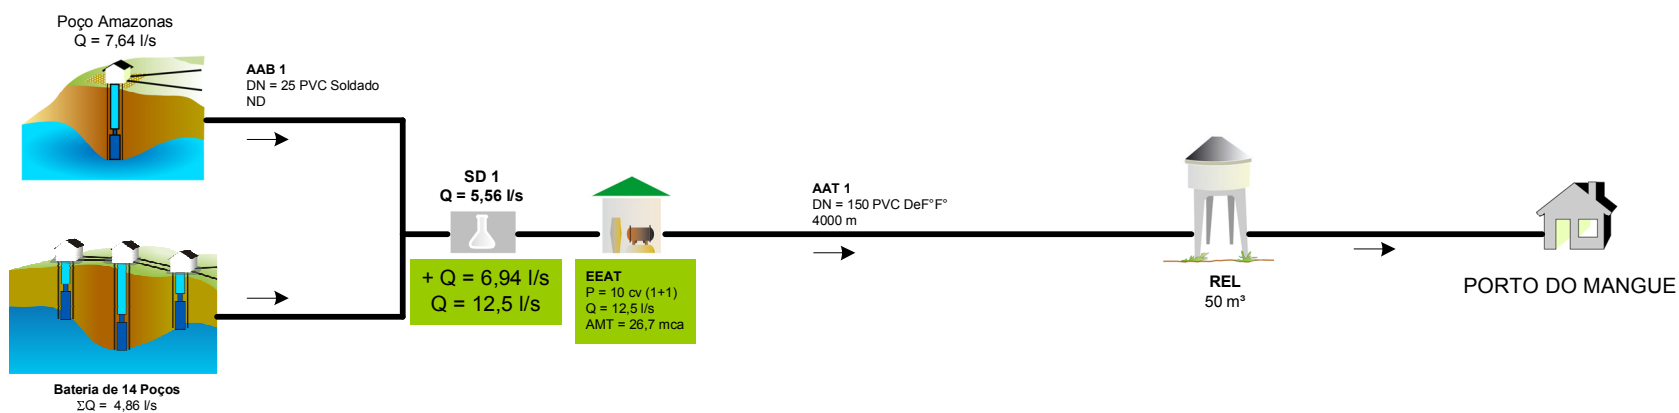 Poço Amazonas
Q = 7,64 l/s
AAB 1
DN = 25 PVC Soldado
ND
SD 1
Q = 5,56 l/s
+ Q = 6,94 l/s
Q = 12,5 l/s
EEAT
P = 10 cv (1+1)
Q = 12,5 l/s
AMT = 26,7 mca
AAT 1
DN = 150 PVC DeF°F°
4000 m
REL
50 m³
PORTO DO MANGUE
Bateria de 14 Poços
ΣQ = 4,86 l/s